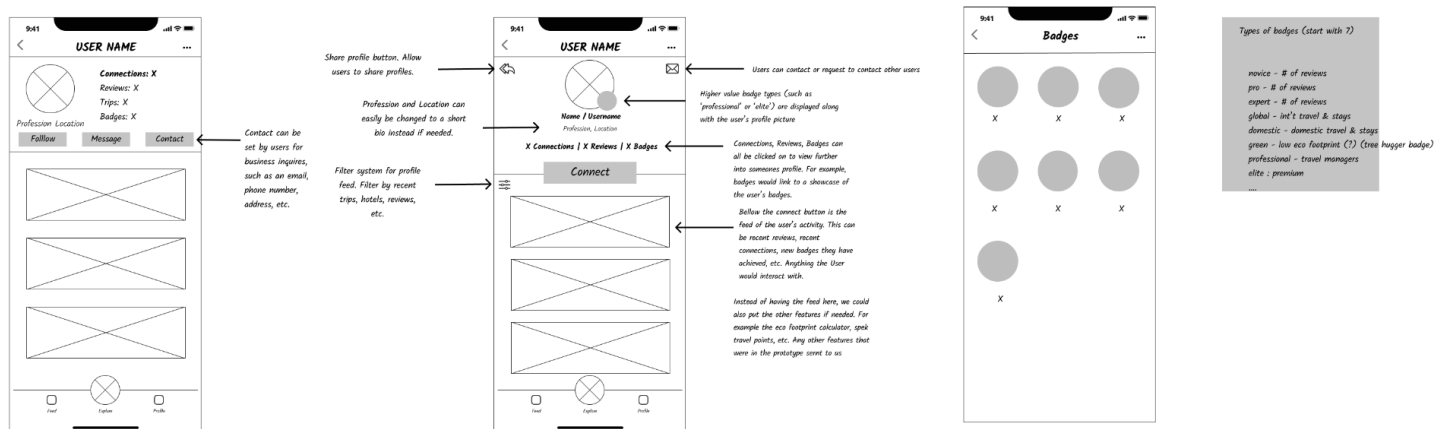 9:41
USER NAME
...
Connections: X
Reviews: X
Trips: X
Badges: X
Profession Location
Folllow
Message
Contact
Feed
Explore
Profile
Contact can be
set by users for
business inquires,
such as an email,
phone number,
address, etc.
Share profile button. Allow
users to share profiles.
Profession and Location can
easily be changed to a short
bio instead if needed.
Filter system for profile
feed. Filter by recent
trips, hotels, reviews,
etc.
9:41
USER NAME
...
Name / Username
Profession, Location
X Connections / X Reviews / X Badges
Connect
Feed
Explore
Profile
Users can contact or request to contact other users
Higher value badge types (such as
'professional' or 'elite') are displayed along
with the user's profile picture
Connections, Reviews, Badges can
all be clicked on to view further
into someones profile. For example,
badges would link to a showcase of
the user's badges.
Bellow the connect button is the
feed of the user's activity. This can
be recent reviews, recent
connections, new badges they have
achieved, etc. Anything the User
would interact with.
Instead of having the feed here, we could
also put the other features if needed. For
example the eco footprint calculator, spek
travel points, etc. Any other features that
were in the prototype sernt to us
9:41
Badges
...
X
X
X
X
X
X
X
Types of badges (start with 7)
novice - # of reviews
pro - # of reviews
expert - # of reviews
global - int't travel & stays
domestic - domestic travel & stays
green - low eco footprint (?) (tree hugger badge)
professional - travel managers
elite : premium
....